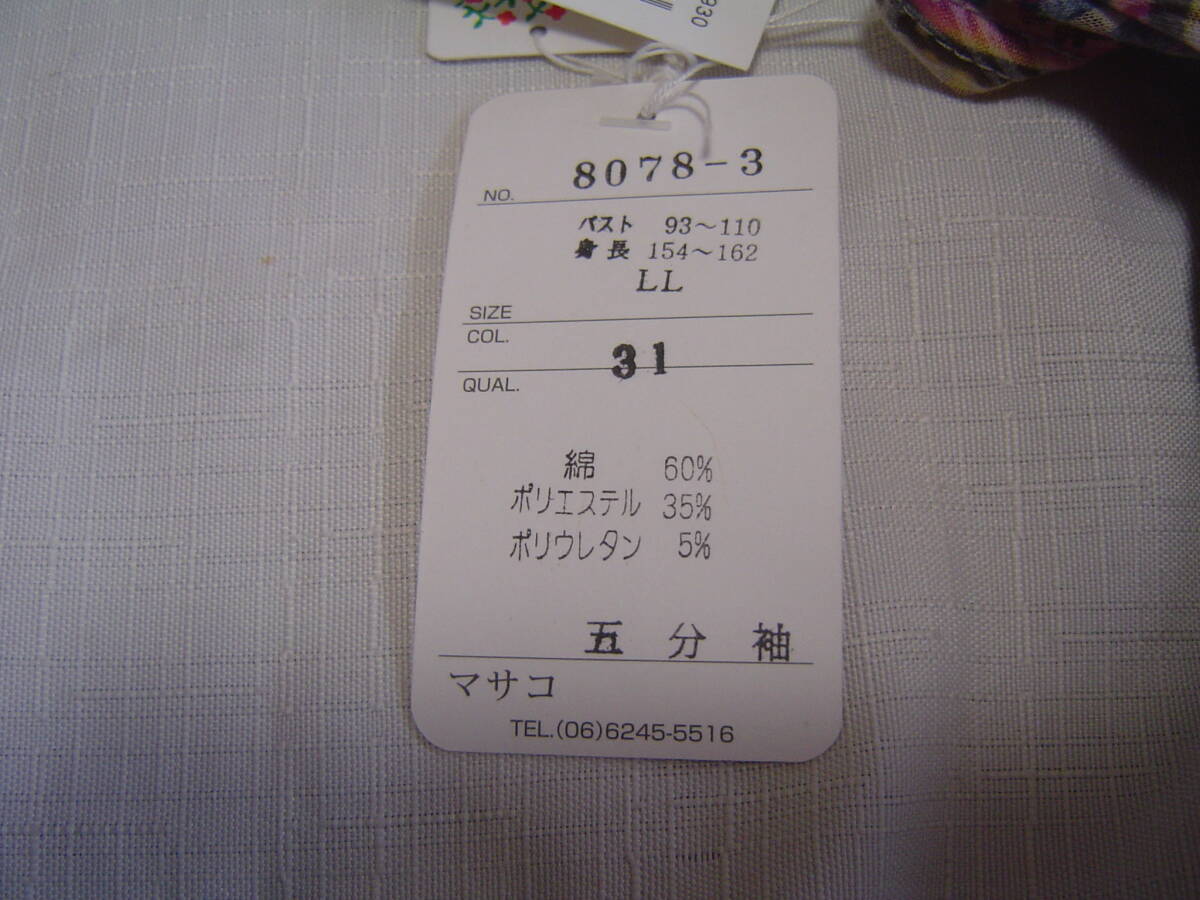 930
NO. 8078-3
バスト 93～110
身長 154～162
LL
SIZE
COL.
31
QUAL.
綿 60%
ポリエステル 35%
ポリウレタン 5%
五分袖
マサコ
TEL.(06)6245-5516